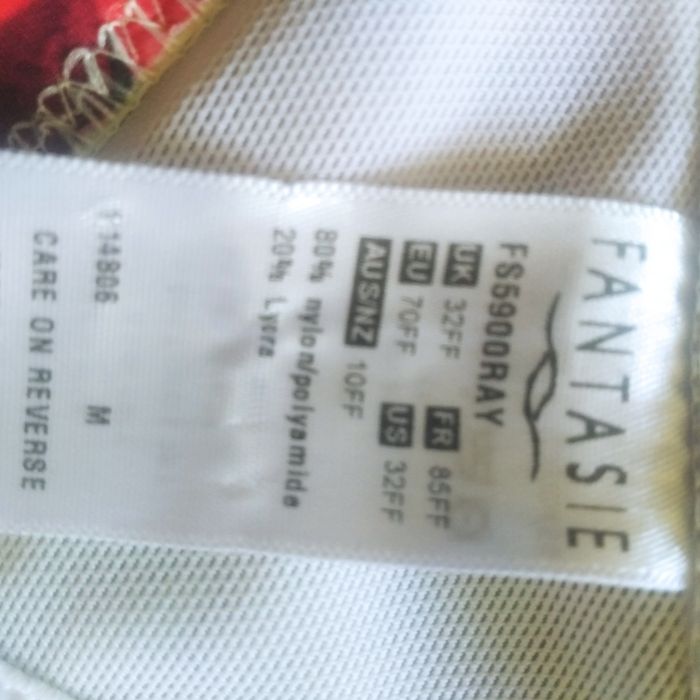 FANTASIE
FS5900RAY
UK 32FF FR 85FF
EU 70FF US 32FF
AUS/NZ 10FF
80% nylon/polyamide
20% Lycra
114806 M
CARE ON REVERSE